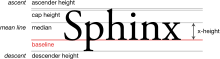 ascent ascender height
cap height
mean line median
Sphinx
x-height
baseline
descent descender height